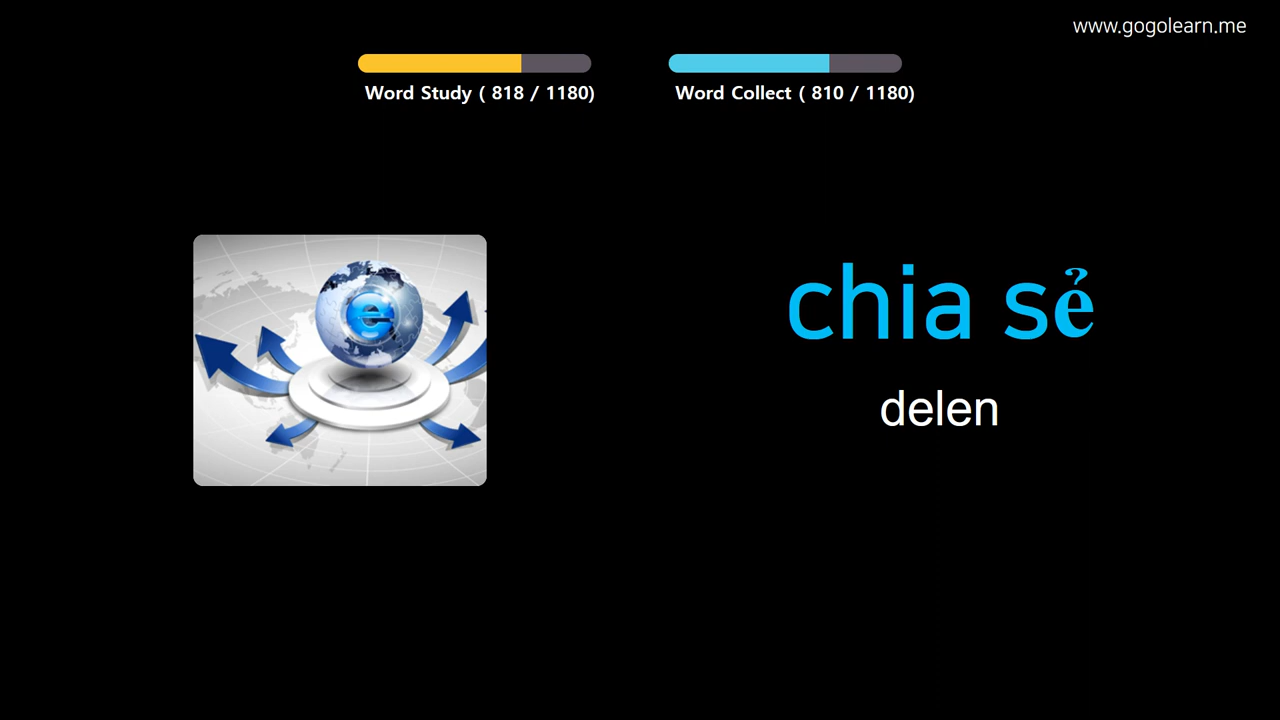 www.gogolearn.me
Word Study ( 818 / 1180)
Word Collect ( 810 / 1180)
e
chia sẻ
delen